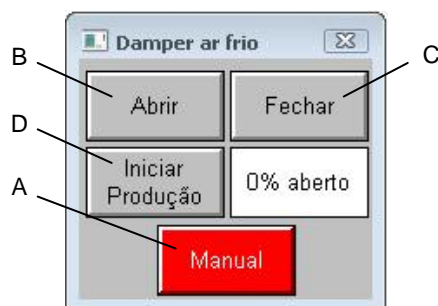 Damper ar frio
B
C
Abrir
Fechar
D
Iniciar
Produção
0% aberto
A
Manual